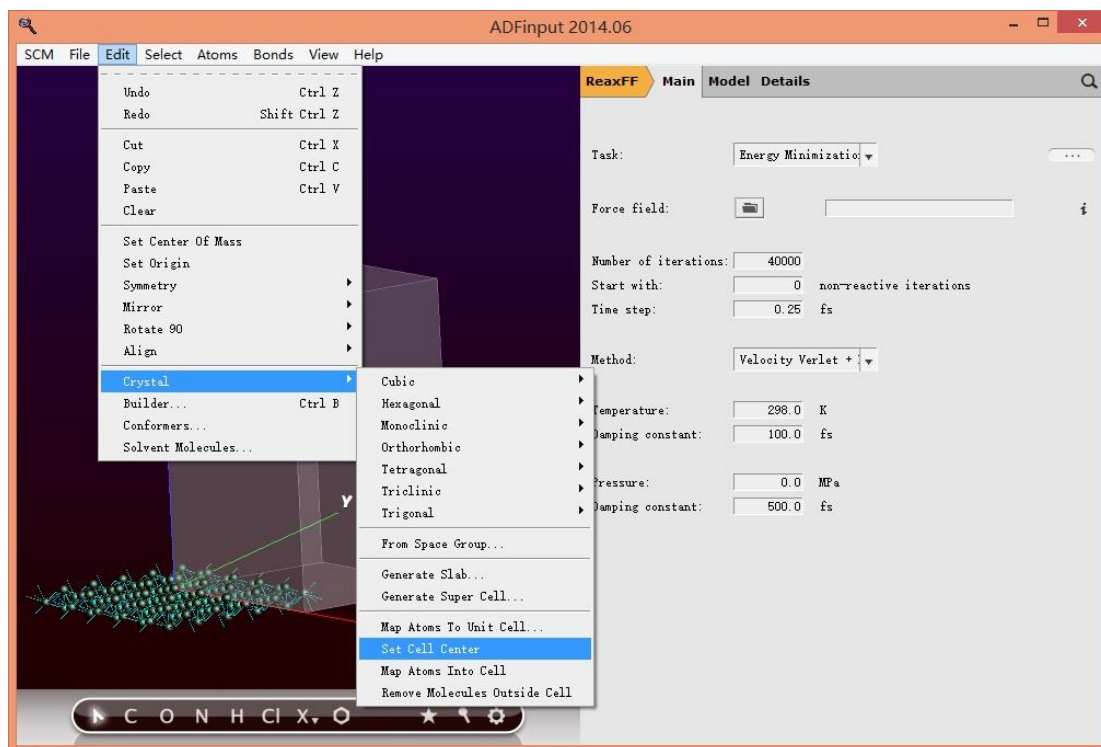 ADFinput 2014.06
SCM File Edit Select Atoms Bonds View Help
Undo Ctrl Z
Redo Shift Ctrl Z
Cut Ctrl X
Copy Ctrl C
Paste Ctrl V
Clear
Set Center Of Mass
Set Origin
Symmetry
Mirror
Rotate 90
Align
Crystal
Builder... Ctrl B
Conformers...
Solvent Molecules...
Cubic
Hexagonal
Monoclinic
Orthorhombic
Tetragonal
Triclinic
Trigonal
From Space Group...
Generate Slab...
Generate Super Cell...
Map Atoms To Unit Cell...
Set Cell Center
Map Atoms Into Cell
Remove Molecules Outside Cell
Y
C O N H Cl X
ReaxFF Main Model Details
Task: Energy Minimizatio
...
Force field:
i
Number of iterations: 40000
Start with: 0 non-reactive iterations
Time step: 0.25 fs
Method: Velocity Verlet +
Temperature: 298.0 K
Damping constant: 100.0 fs
Pressure: 0.0 MPa
Damping constant: 500.0 fs